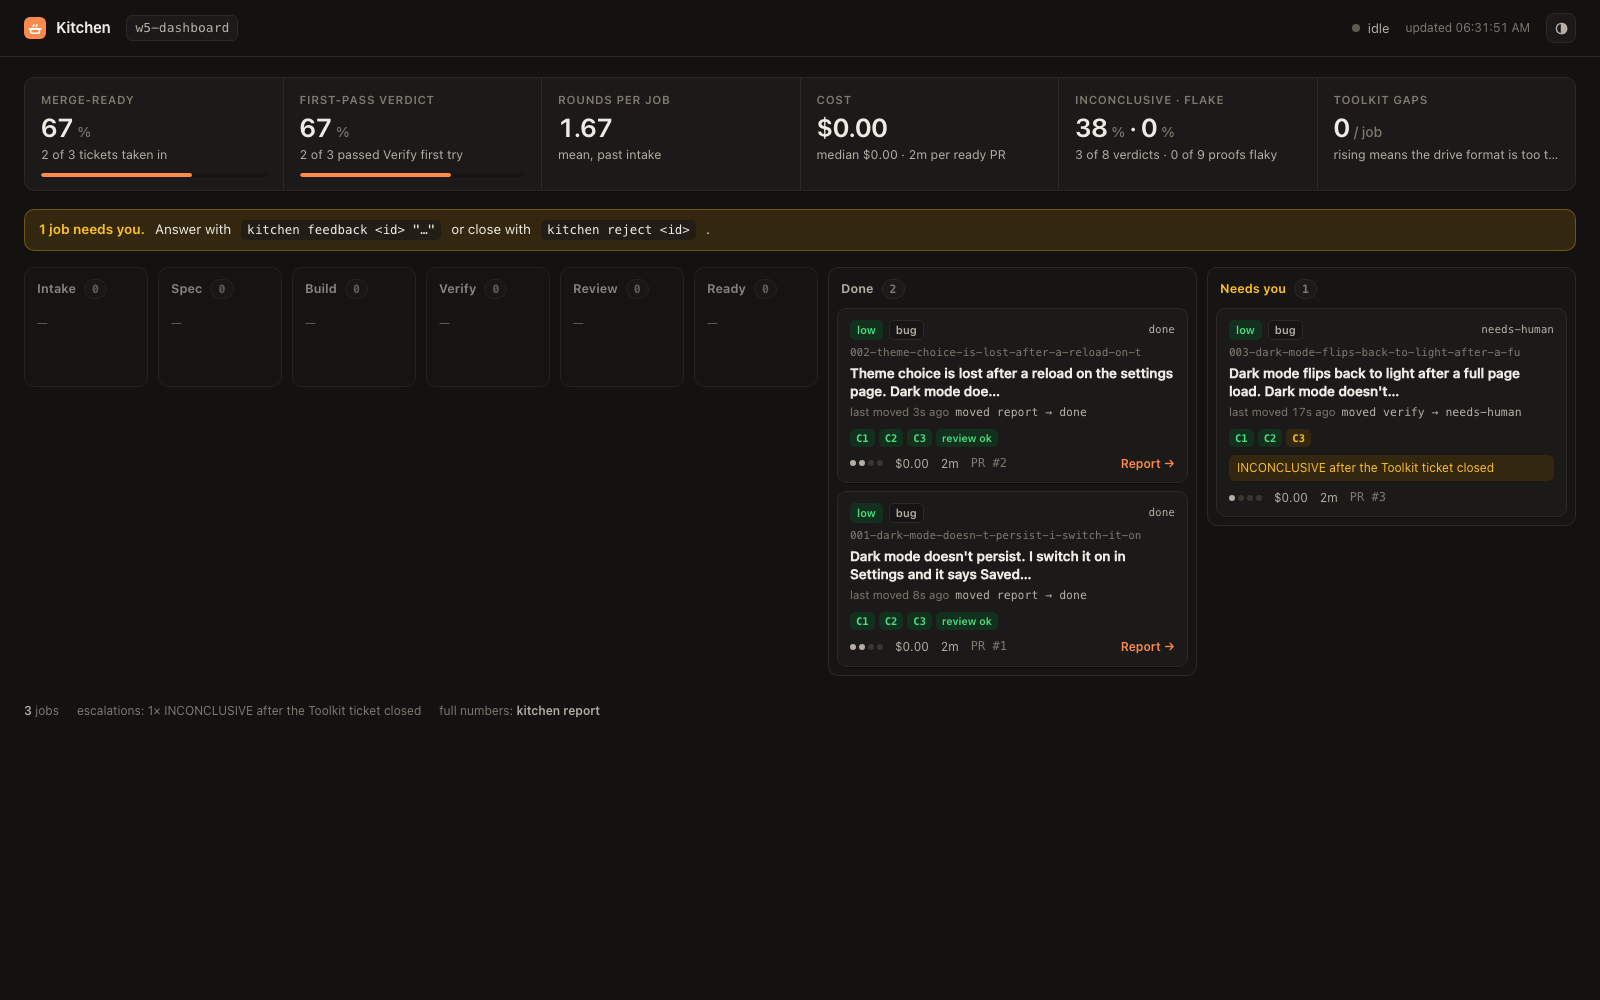 Kitchen w5-dashboard idle updated 06:31:51 AM
MERGE-READY
67 %
2 of 3 tickets taken in
FIRST-PASS VERDICT
67 %
2 of 3 passed Verify first try
ROUNDS PER JOB
1.67
mean, past intake
COST
$0.00
median $0.00 · 2m per ready PR
INCONCLUSIVE · FLAKE
38 % · 0 %
3 of 8 verdicts · 0 of 9 proofs flaky
TOOLKIT GAPS
0 / job
rising means the drive format is too t...
1 job needs you. Answer with kitchen feedback <id> "…" or close with kitchen reject <id> .
Intake 0
—
Spec 0
—
Build 0
—
Verify 0
—
Review 0
—
Ready 0
—
Done 2
low bug done
002-theme-choice-is-lost-after-a-reload-on-t
Theme choice is lost after a reload on the settings
page. Dark mode doe...
last moved 3s ago moved report → done
C1 C2 C3 review ok
$0.00 2m PR #2 Report →
low bug done
001-dark-mode-doesn-t-persist-i-switch-it-on
Dark mode doesn't persist. I switch it on in
Settings and it says Saved...
last moved 8s ago moved report → done
C1 C2 C3 review ok
$0.00 2m PR #1 Report →
Needs you 1
low bug needs-human
003-dark-mode-flips-back-to-light-after-a-fu
Dark mode flips back to light after a full page
load. Dark mode doesn't...
last moved 17s ago moved verify → needs-human
C1 C2 C3
INCONCLUSIVE after the Toolkit ticket closed
$0.00 2m PR #3
3 jobs escalations: 1× INCONCLUSIVE after the Toolkit ticket closed full numbers: kitchen report